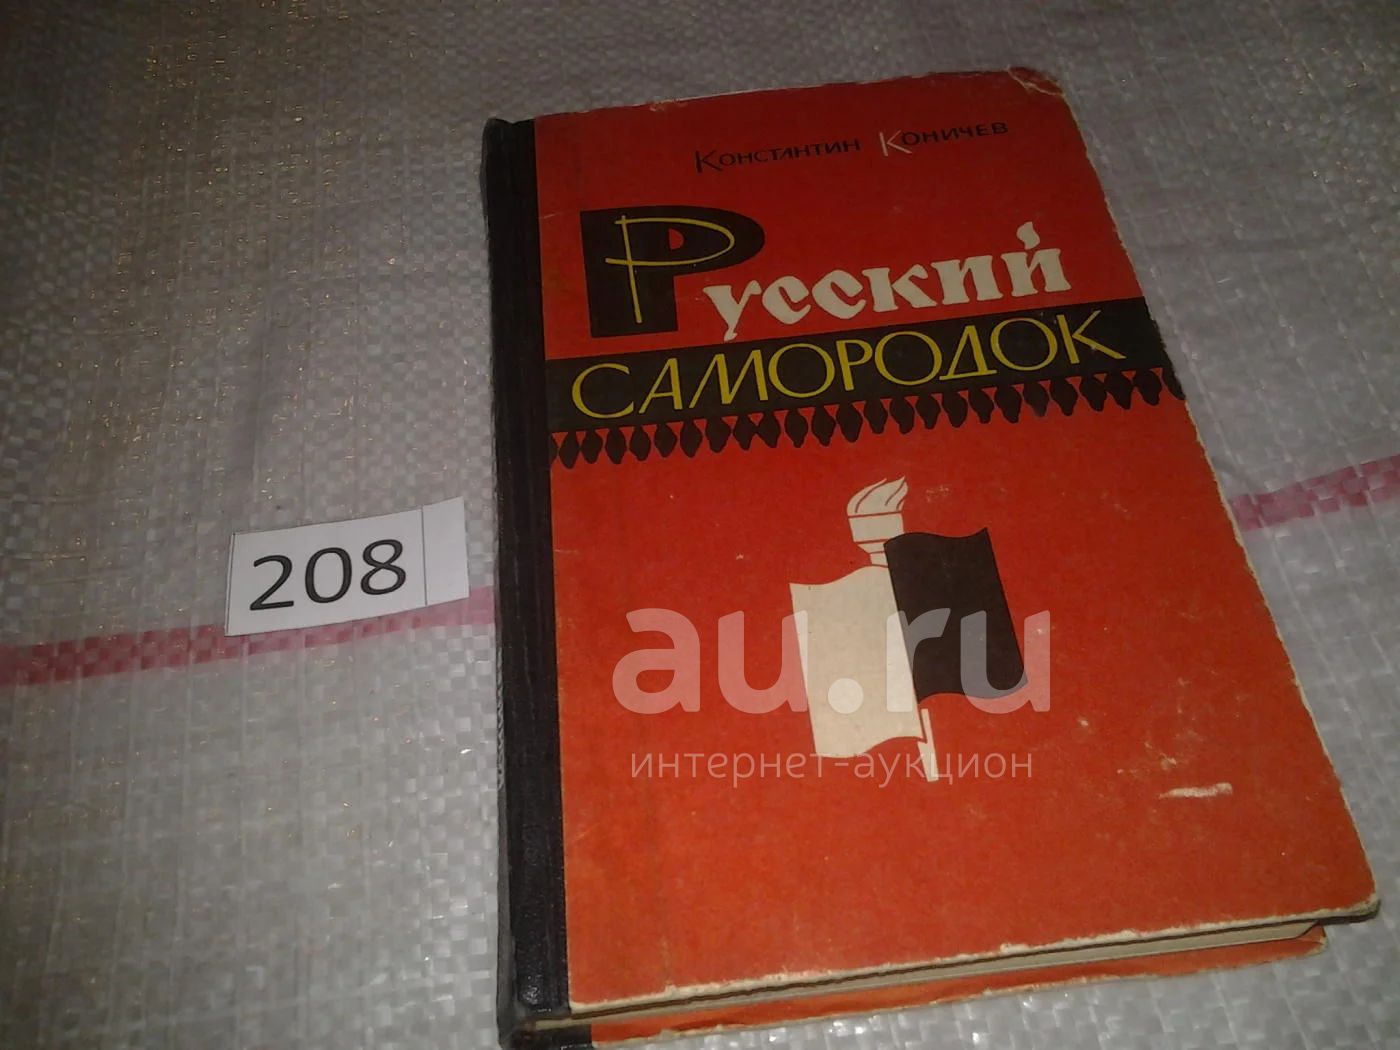 Константин Коничев
Русский
САМОРОДОК
208
au.ru
интернет-аукцион